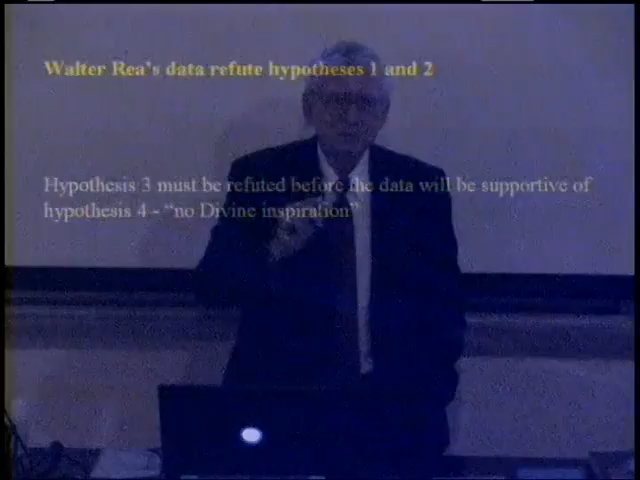 Walter Rea's data refute hypotheses 1 and 2
Hypothesis 3 must be refuted before the data will be supportive of
hypothesis 4 - "no Divine inspiration"